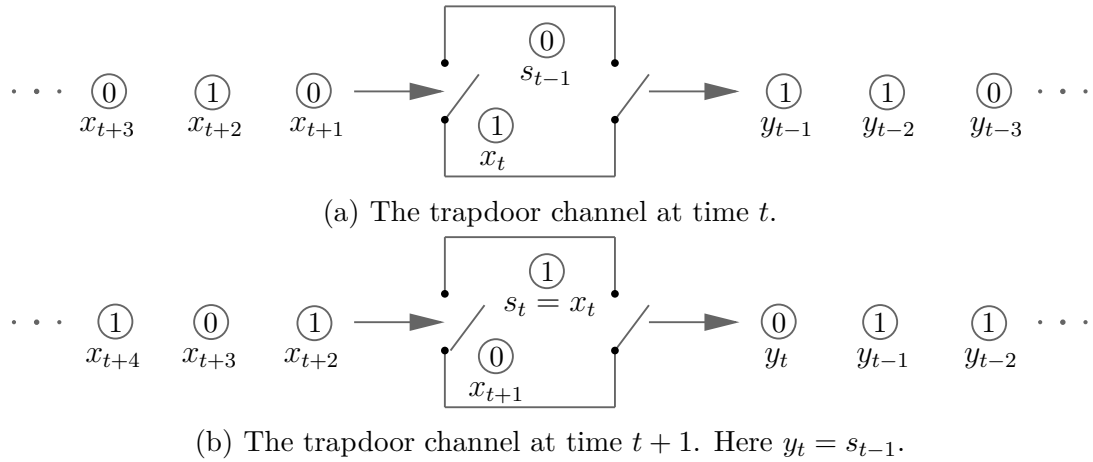 0
s_{t−1}
· · · 0 1 0 1 1 0 · · ·
x_{t+3} x_{t+2} x_{t+1} y_{t−1} y_{t−2} y_{t−3}
1
x_t
(a) The trapdoor channel at time t.
1
s_t = x_t
· · · 1 0 1 0 1 1 · · ·
x_{t+4} x_{t+3} x_{t+2} y_t y_{t−1} y_{t−2}
0
x_{t+1}
(b) The trapdoor channel at time t + 1. Here y_t = s_{t−1}.